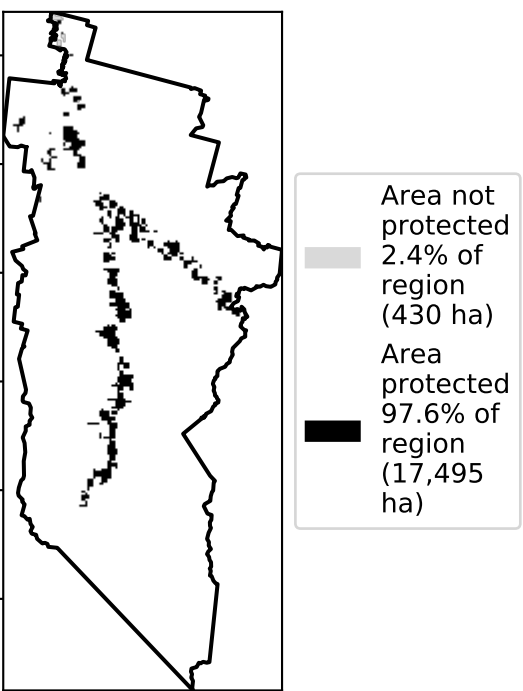 Area not
protected
2.4% of
region
(430 ha)
Area
protected
97.6% of
region
(17,495
ha)